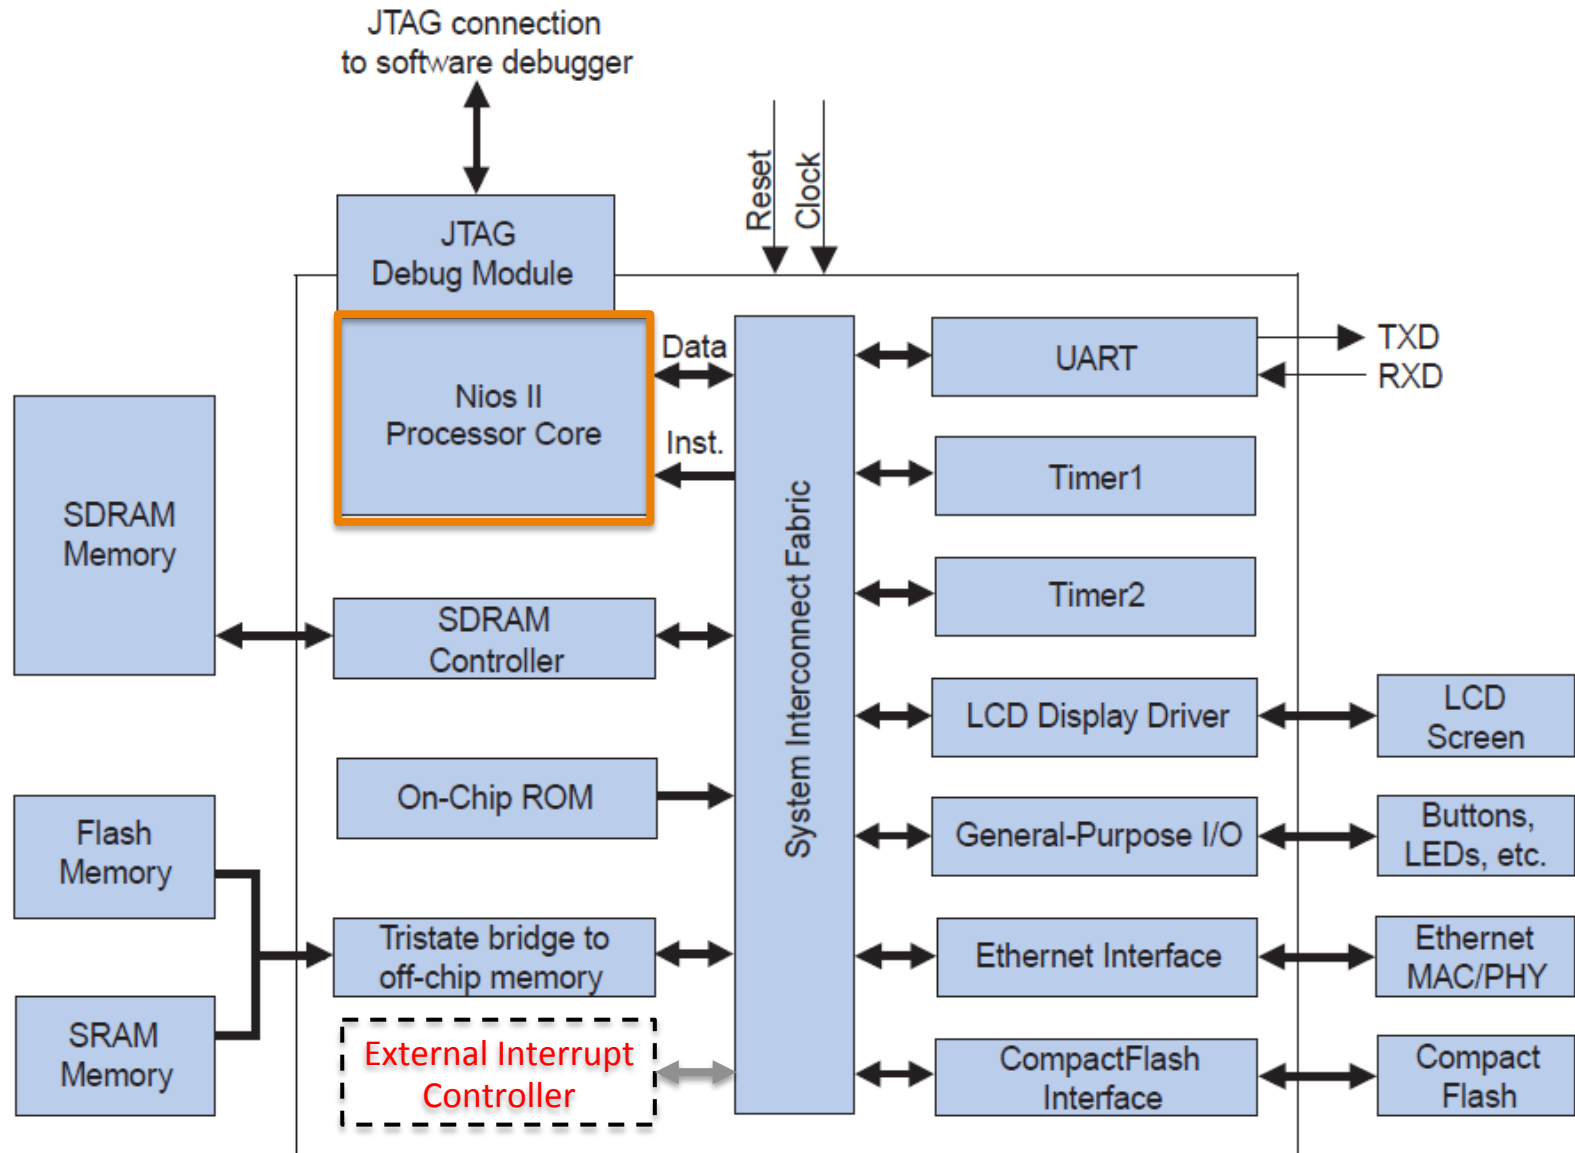 JTAG connection
to software debugger
Reset
Clock
JTAG
Debug Module
Nios II
Processor Core
Data
Inst.
System Interconnect Fabric
UART
TXD
RXD
Timer1
Timer2
SDRAM
Memory
SDRAM
Controller
LCD Display Driver
LCD
Screen
On-Chip ROM
General-Purpose I/O
Buttons,
LEDs, etc.
Flash
Memory
Tristate bridge to
off-chip memory
Ethernet Interface
Ethernet
MAC/PHY
SRAM
Memory
External Interrupt
Controller
CompactFlash
Interface
Compact
Flash